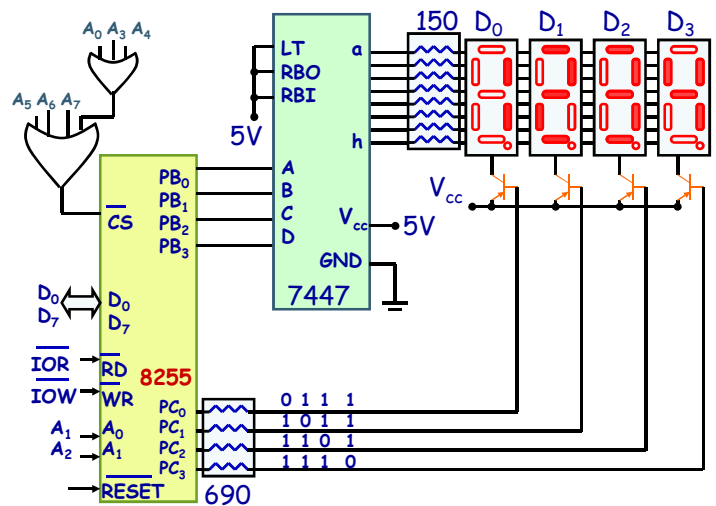 A0 A3 A4
A5 A6 A7
150
D0 D1 D2 D3
LT
RBO
RBI
5V
a
h
A
B
C
D
Vcc
5V
GND
7447
Vcc
PB0
PB1
PB2
PB3
CS
D0
D7
D0
D7
IOR
RD
8255
IOW
WR
A1
A0
A2
A1
RESET
PC0
PC1
PC2
PC3
690
0 1 1 1
1 0 1 1
1 1 0 1
1 1 1 0